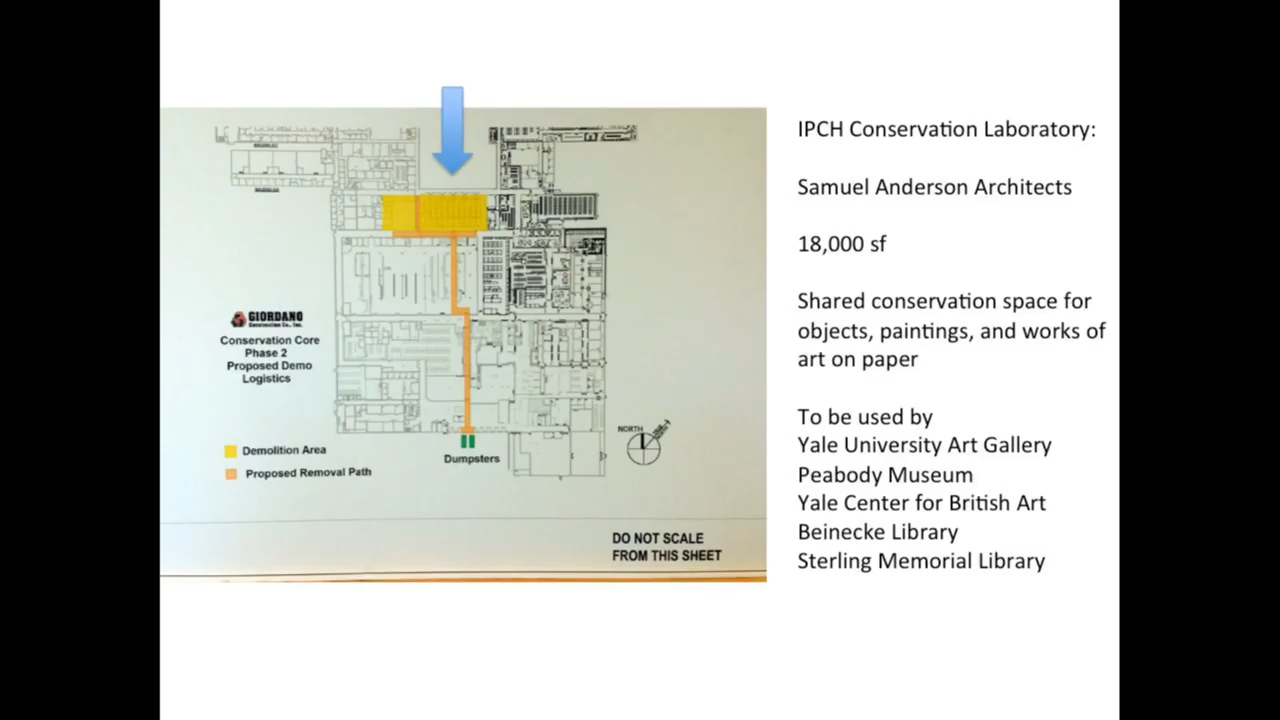 GIORDANO
Construction Co., Inc.
Conservation Core
Phase 2
Proposed Demo
Logistics
Demolition Area
Proposed Removal Path
Dumpsters
NORTH
DO NOT SCALE
FROM THIS SHEET
IPCH Conservation Laboratory:
Samuel Anderson Architects
18,000 sf
Shared conservation space for
objects, paintings, and works of
art on paper
To be used by
Yale University Art Gallery
Peabody Museum
Yale Center for British Art
Beinecke Library
Sterling Memorial Library